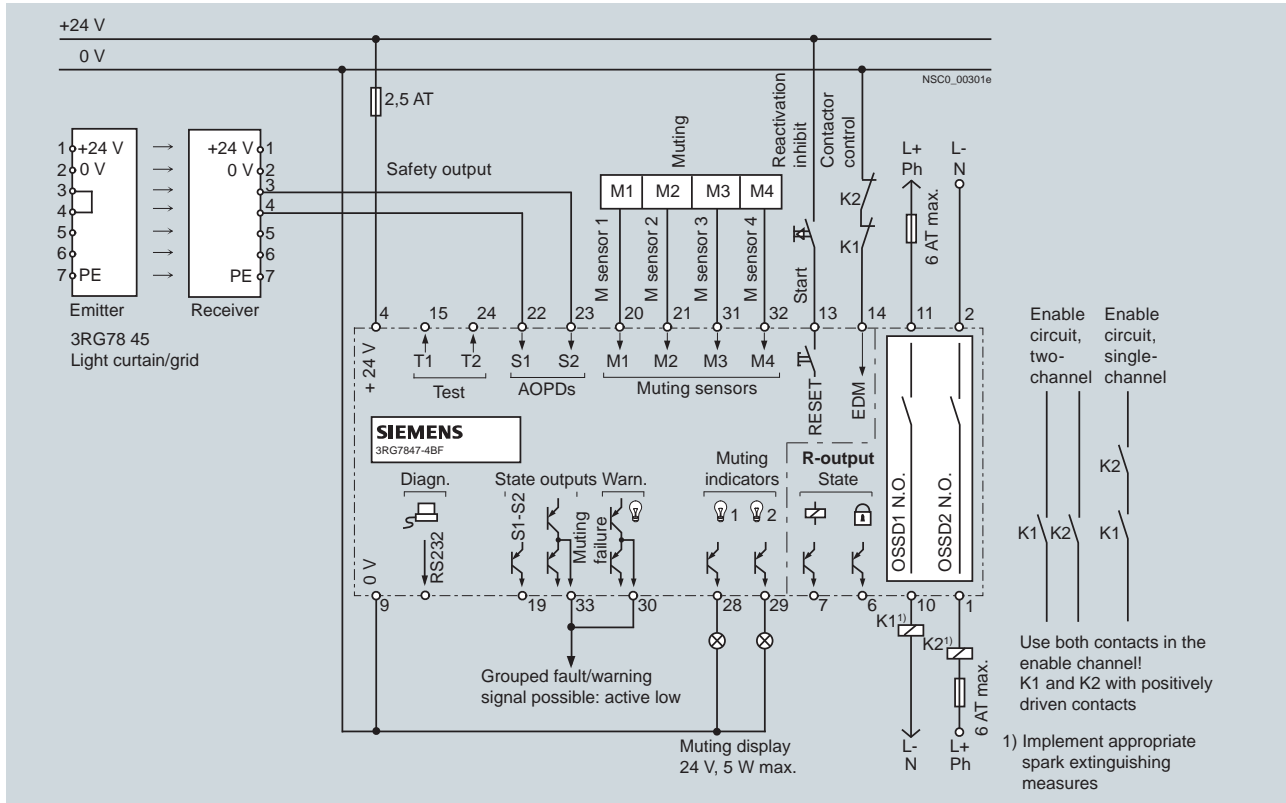 +24 V
0 V
NSC0_00301e
2,5 AT
1 +24 V
2 0 V
3
4
5
6
7 PE
Emitter
+24 V 1
0 V 2
3
4
5
6
PE 7
Receiver
3RG78 45
Light curtain/grid
Safety output
Muting
M1 M2 M3 M4
M sensor 1
M sensor 2
M sensor 3
M sensor 4
Reactivation
inhibit
Start
Contactor
control
K2
K1
L+
Ph
6 AT max.
L-
N
4 15 24 22 23 20 21 31 32 13 14 11 2
+ 24 V
T1 T2 S1 S2 M1 M2 M3 M4
Test AOPDs Muting sensors
RESET
EDM
SIEMENS
3RG7847-4BF
Diagn.
RS232
State outputs
S1-S2
Muting
failure
Warn.
Muting
indicators
1 2
R-output
State
OSSD1 N.O.
OSSD2 N.O.
0 V
9 19 33 30 28 29 7 6 10 1
Grouped fault/warning
signal possible: active low
Muting display
24 V, 5 W max.
K1 1)
K2 1)
6 AT max.
L-
N
L+
Ph
Enable
circuit,
two-
channel
Enable
circuit,
single-
channel
K1 K2
K2
K1
Use both contacts in the
enable channel!
K1 and K2 with positively
driven contacts
1) Implement appropriate
spark extinguishing
measures